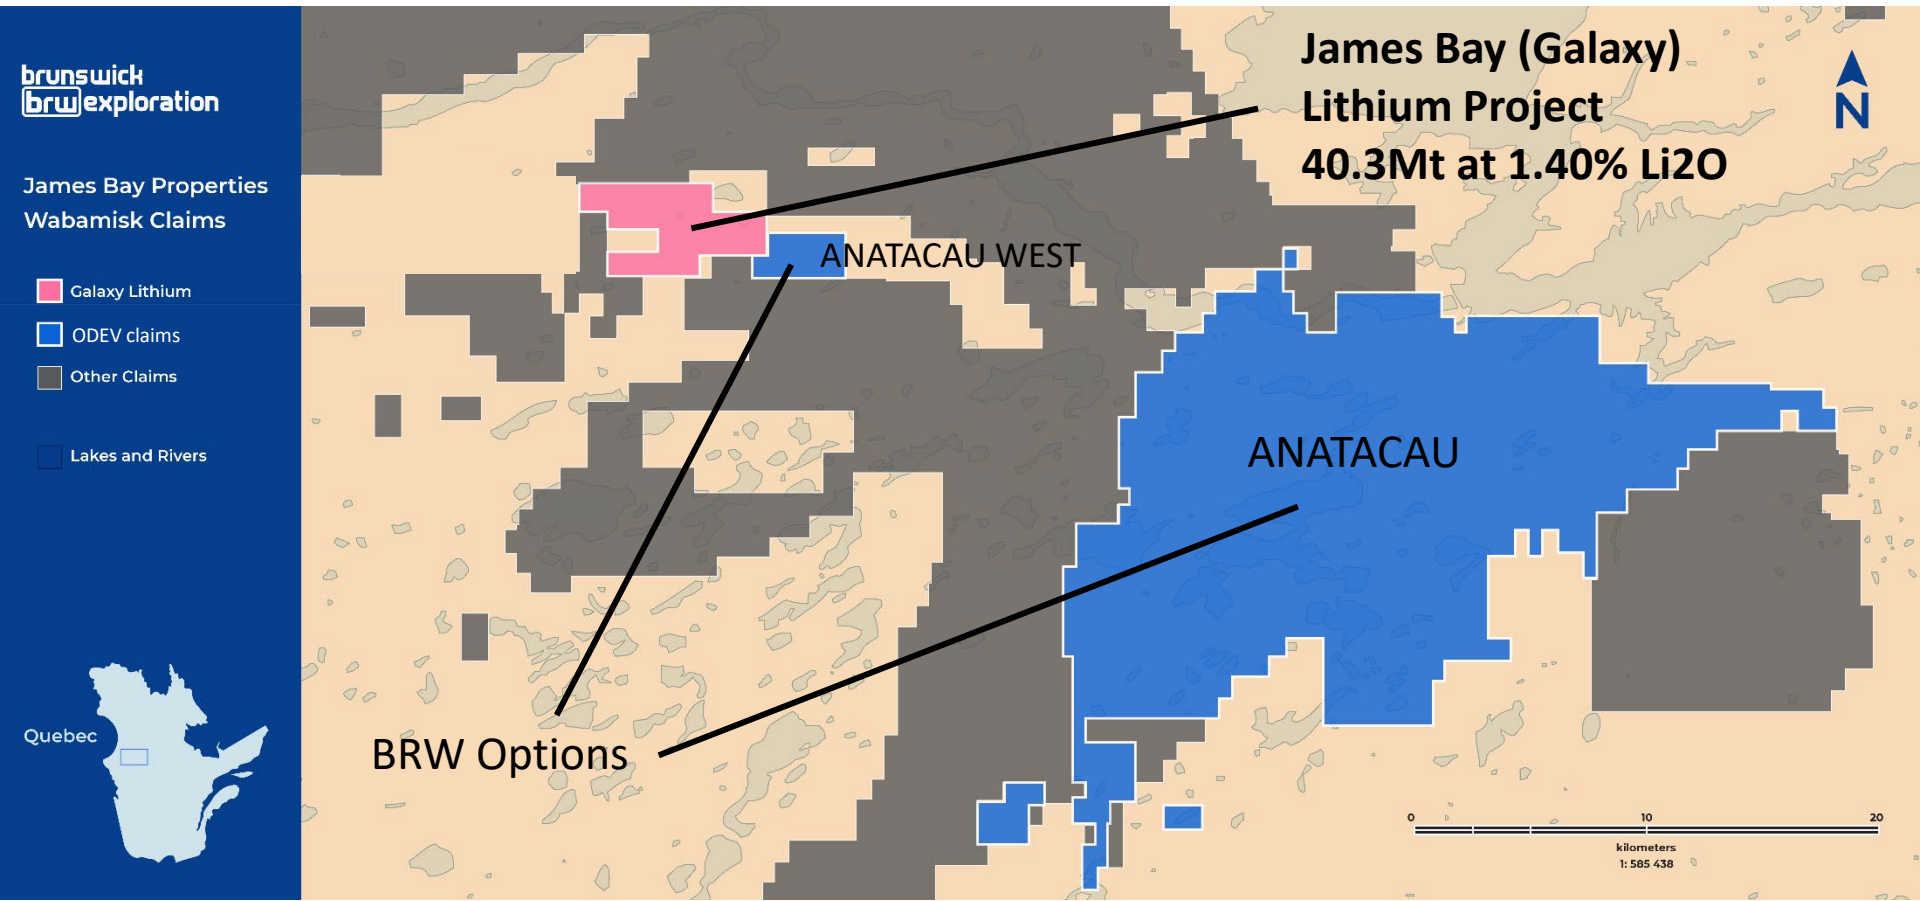 brunswick
brw exploration
James Bay Properties
Wabamisk Claims
Galaxy Lithium
ODEV claims
Other Claims
Lakes and Rivers
Quebec
James Bay (Galaxy)
Lithium Project
40.3Mt at 1.40% Li2O
N
ANATACAU WEST
ANATACAU
BRW Options
0 10 20
kilometers
1: 585 438